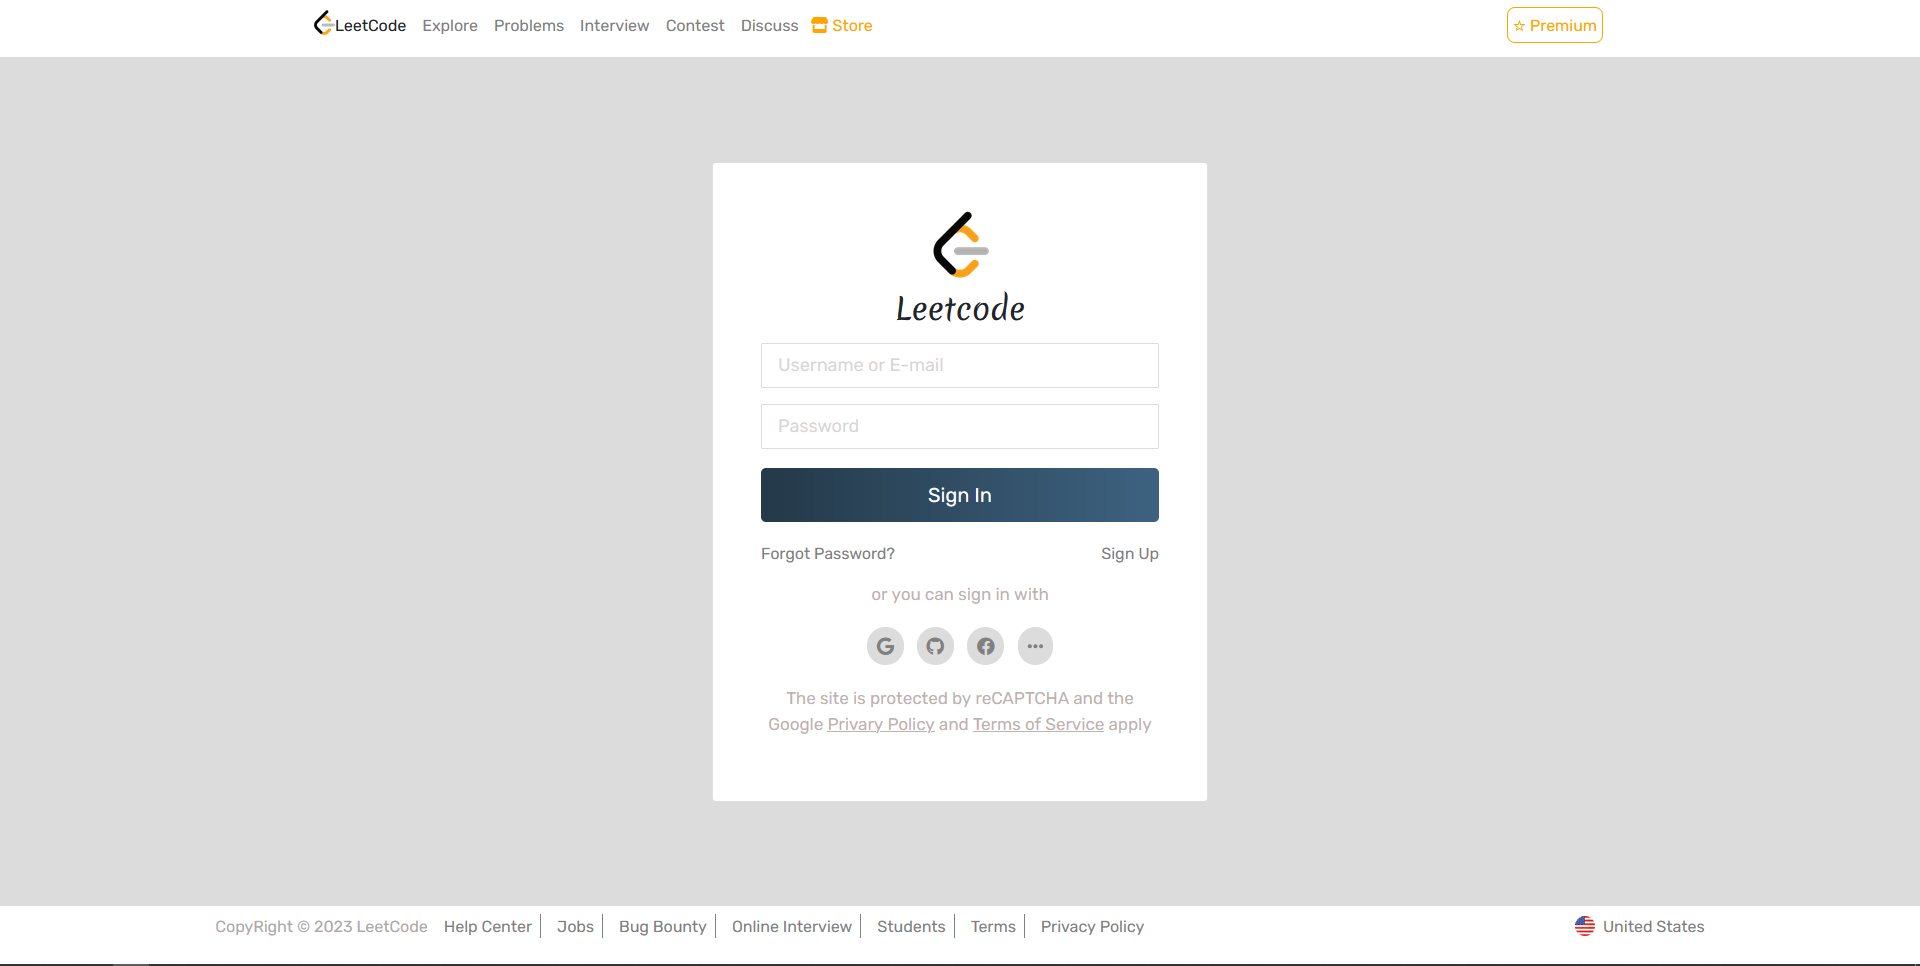 LeetCode Explore Problems Interview Contest Discuss Store ☆ Premium
Leetcode
Username or E-mail
Password
Sign In
Forgot Password? Sign Up
or you can sign in with
The site is protected by reCAPTCHA and the
Google Privary Policy and Terms of Service apply
CopyRight © 2023 LeetCode Help Center Jobs Bug Bounty Online Interview Students Terms Privacy Policy United States